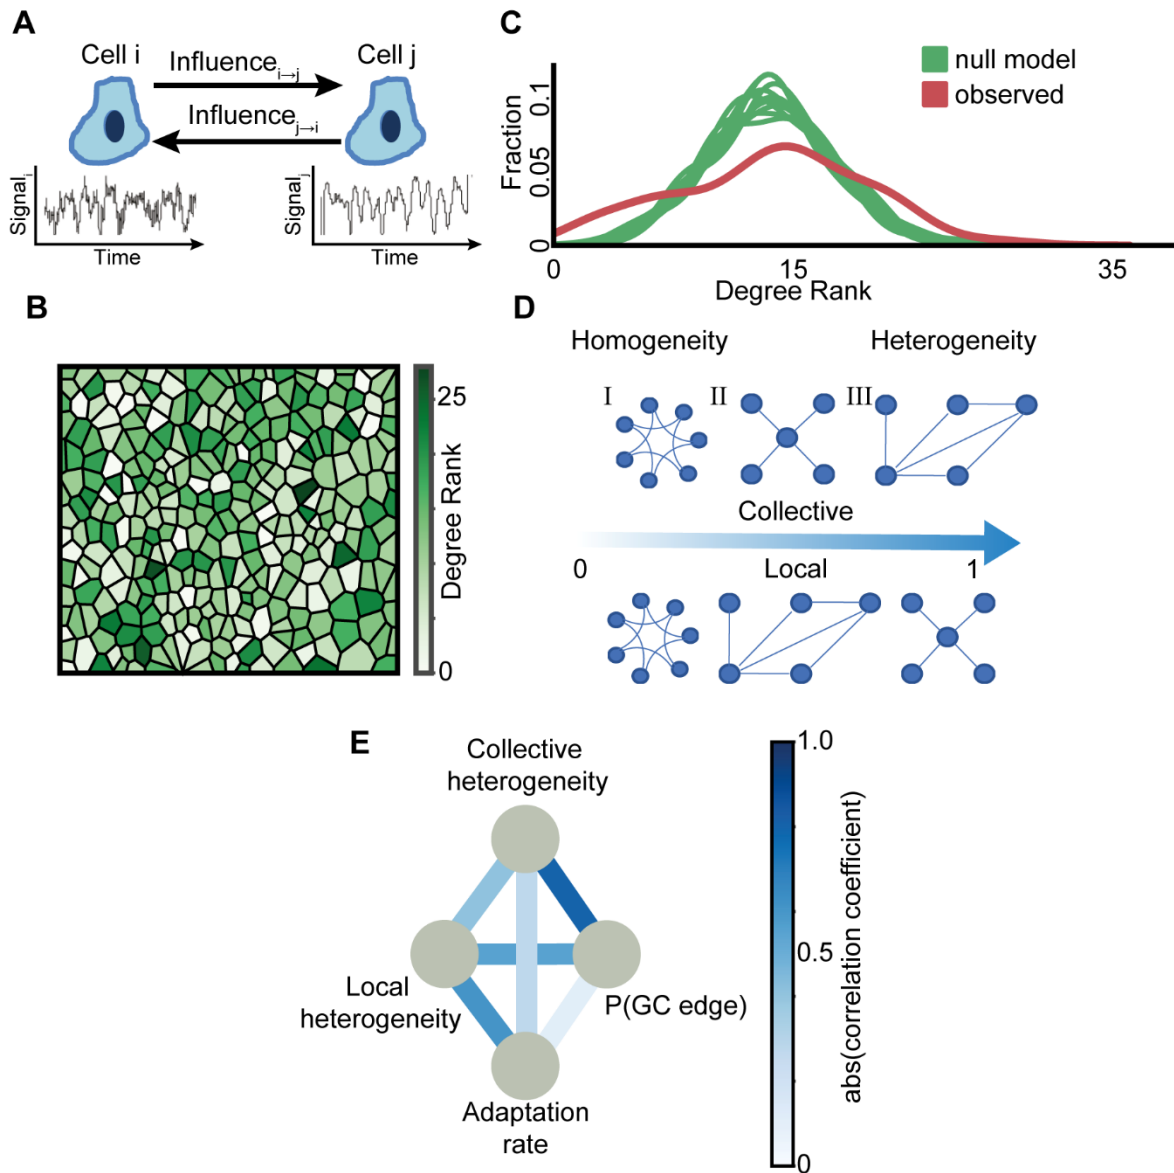 A
Cell i
Cell j
Influence i→j
Influence j→i
Signal i
Time
Signal j
Time
C
null model
observed
Fraction
0.1
0.05
0
0
15
35
Degree Rank
B
25
Degree Rank
0
D
Homogeneity
Heterogeneity
I
II
III
Collective
0
Local
1
E
Collective
heterogeneity
Local
heterogeneity
P(GC edge)
Adaptation
rate
1.0
0.5
0
abs(correlation coefficient)